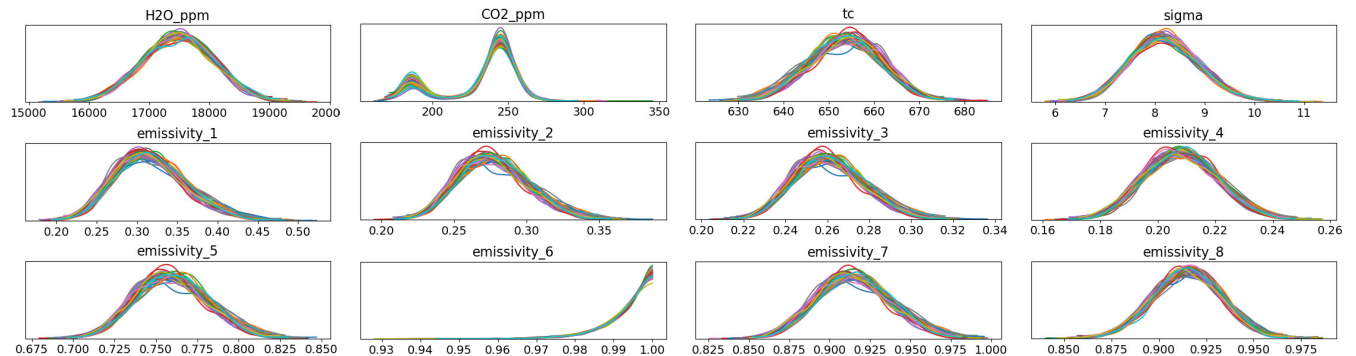 H2O_ppm CO2_ppm tc sigma
15000 16000 17000 18000 19000 2000 200 250 300 350 630 640 650 660 670 680 6 7 8 9 10 11
emissivity_1 emissivity_2 emissivity_3 emissivity_4
0.20 0.25 0.30 0.35 0.40 0.45 0.50 0.20 0.25 0.30 0.35 0.20 0.22 0.24 0.26 0.28 0.30 0.32 0.34 0.16 0.18 0.20 0.22 0.24 0.26
emissivity_5 emissivity_6 emissivity_7 emissivity_8
0.675 0.700 0.725 0.750 0.775 0.800 0.825 0.850 0.93 0.94 0.95 0.96 0.97 0.98 0.99 1.00 0.825 0.850 0.875 0.900 0.925 0.950 0.975 1.000 0.850 0.875 0.900 0.925 0.950 0.975